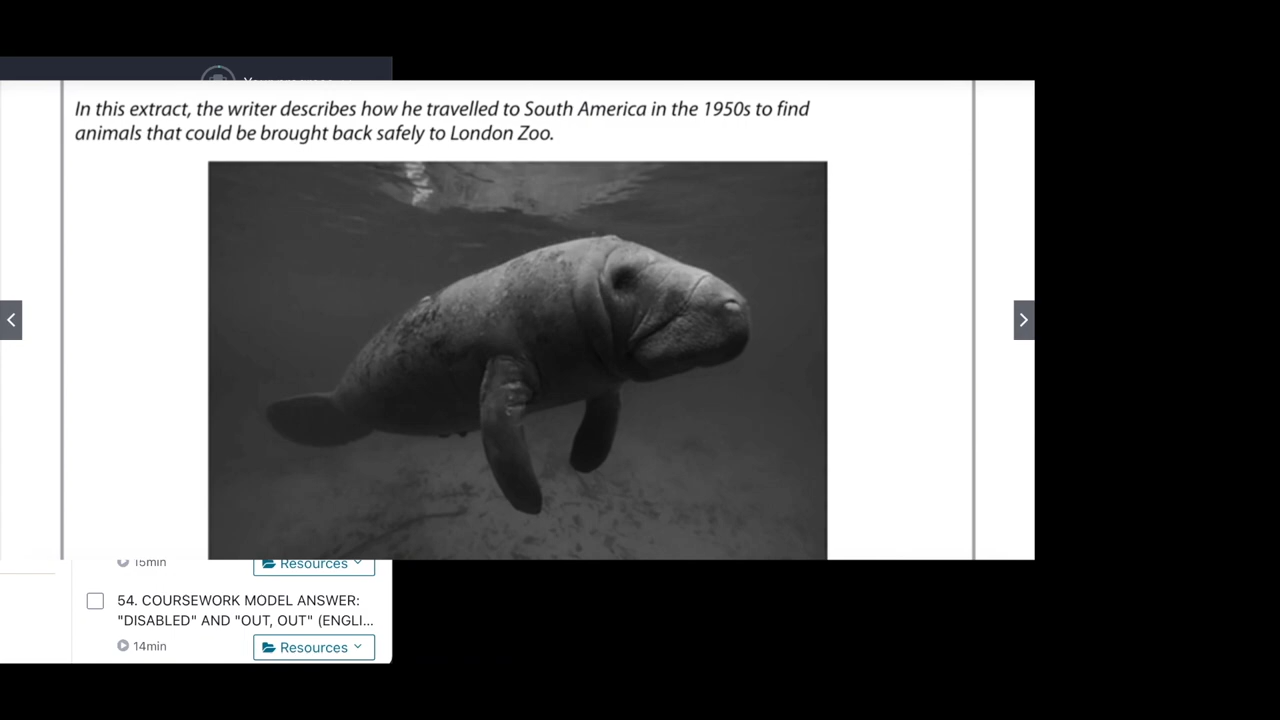 In this extract, the writer describes how he travelled to South America in the 1950s to find
animals that could be brought back safely to London Zoo.
15min
Resources
54. COURSEWORK MODEL ANSWER:
"DISABLED" AND "OUT, OUT" (ENGLI...
14min
Resources